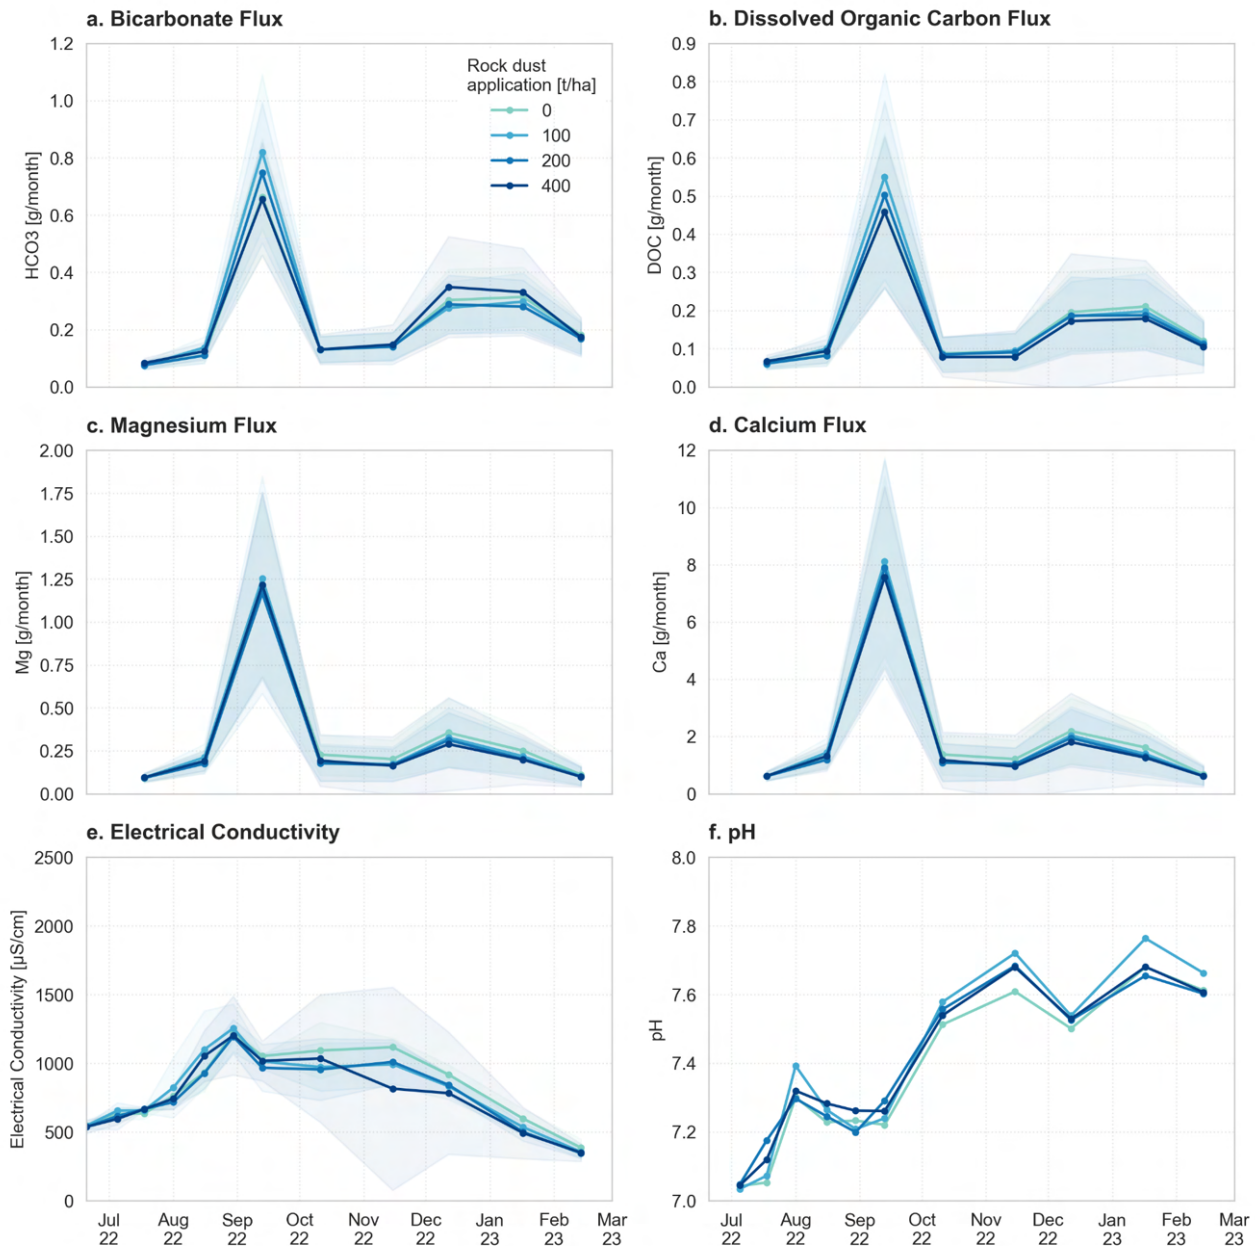 a. Bicarbonate Flux
HCO3 [g/month]
1.2
1.0
0.8
0.6
0.4
0.2
0.0
Rock dust
application [t/ha]
0
100
200
400
b. Dissolved Organic Carbon Flux
DOC [g/month]
0.9
0.8
0.7
0.6
0.5
0.4
0.3
0.2
0.1
0.0
c. Magnesium Flux
Mg [g/month]
2.00
1.75
1.50
1.25
1.00
0.75
0.50
0.25
0.00
d. Calcium Flux
Ca [g/month]
12
10
8
6
4
2
0
e. Electrical Conductivity
Electrical Conductivity [µS/cm]
2500
2000
1500
1000
500
0
Jul Aug Sep Oct Nov Dec Jan Feb Mar
22 22 22 22 22 22 23 23 23
f. pH
pH
8.0
7.8
7.6
7.4
7.2
7.0
Jul Aug Sep Oct Nov Dec Jan Feb Mar
22 22 22 22 22 22 23 23 23